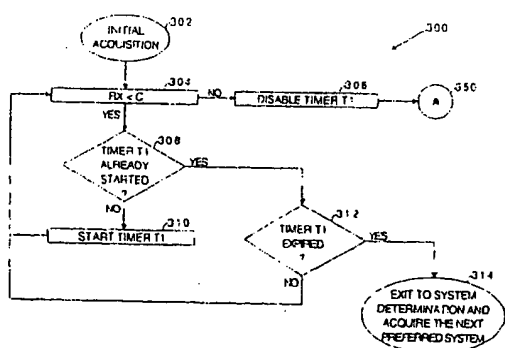 302
INITIAL
ACQUISITION
300
304
RX < C
NO
306
DISABLE TIMER T1
350
A
YES
308
TIMER T1
ALREADY
STARTED
?
YES
NO
310
START TIMER T1
312
TIMER T1
EXPIRED
?
YES
NO
314
EXIT TO SYSTEM
DETERMINATION AND
ACQUIRE THE NEXT
PREFERRED SYSTEM